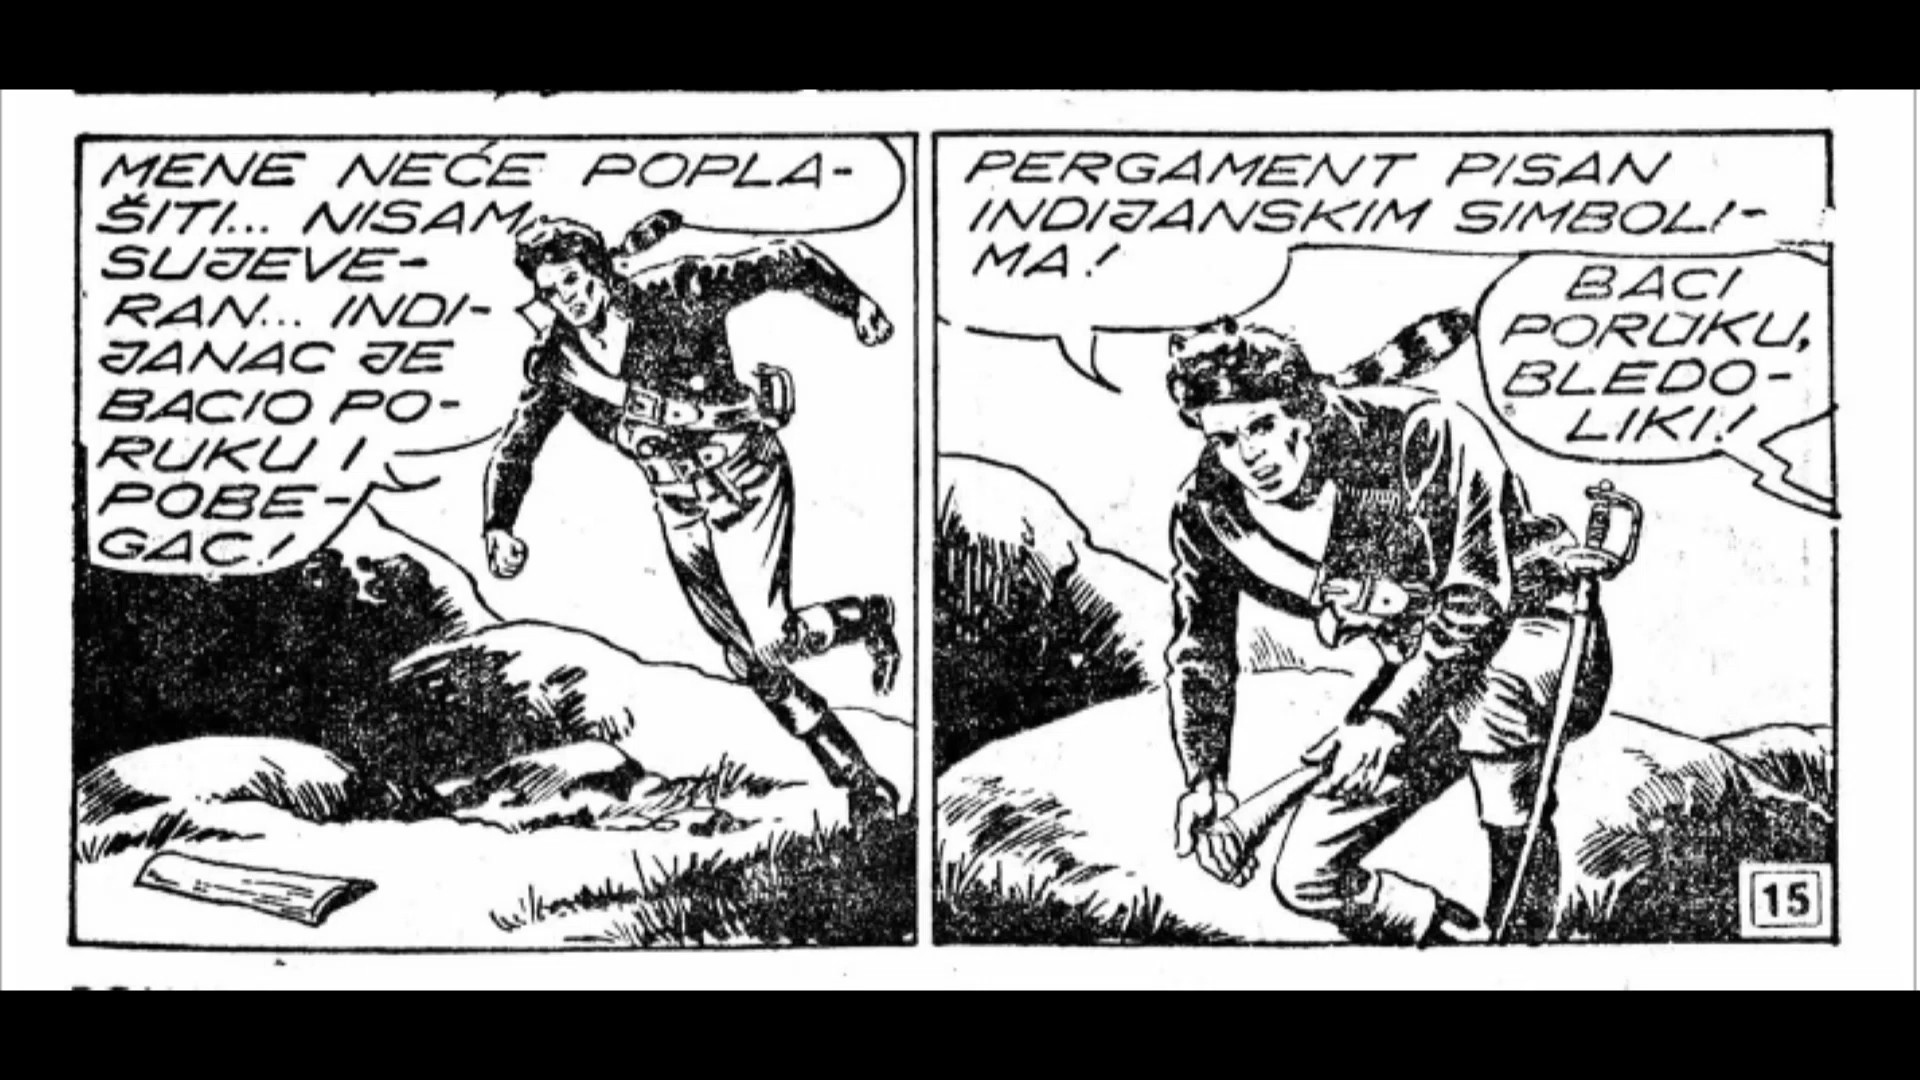 MENE NEĆE POPLA-
ŠITI... NISAM
SUJEVE-
RAN... INDI-
JANAC JE
BACIO PO-
RUKU I
POBE-
GAO!
PERGAMENT PISAN
INDIJANSKIM SIMBOLI-
MA!
BACI
PORUKU,
BLEDO-
LIKI!
15